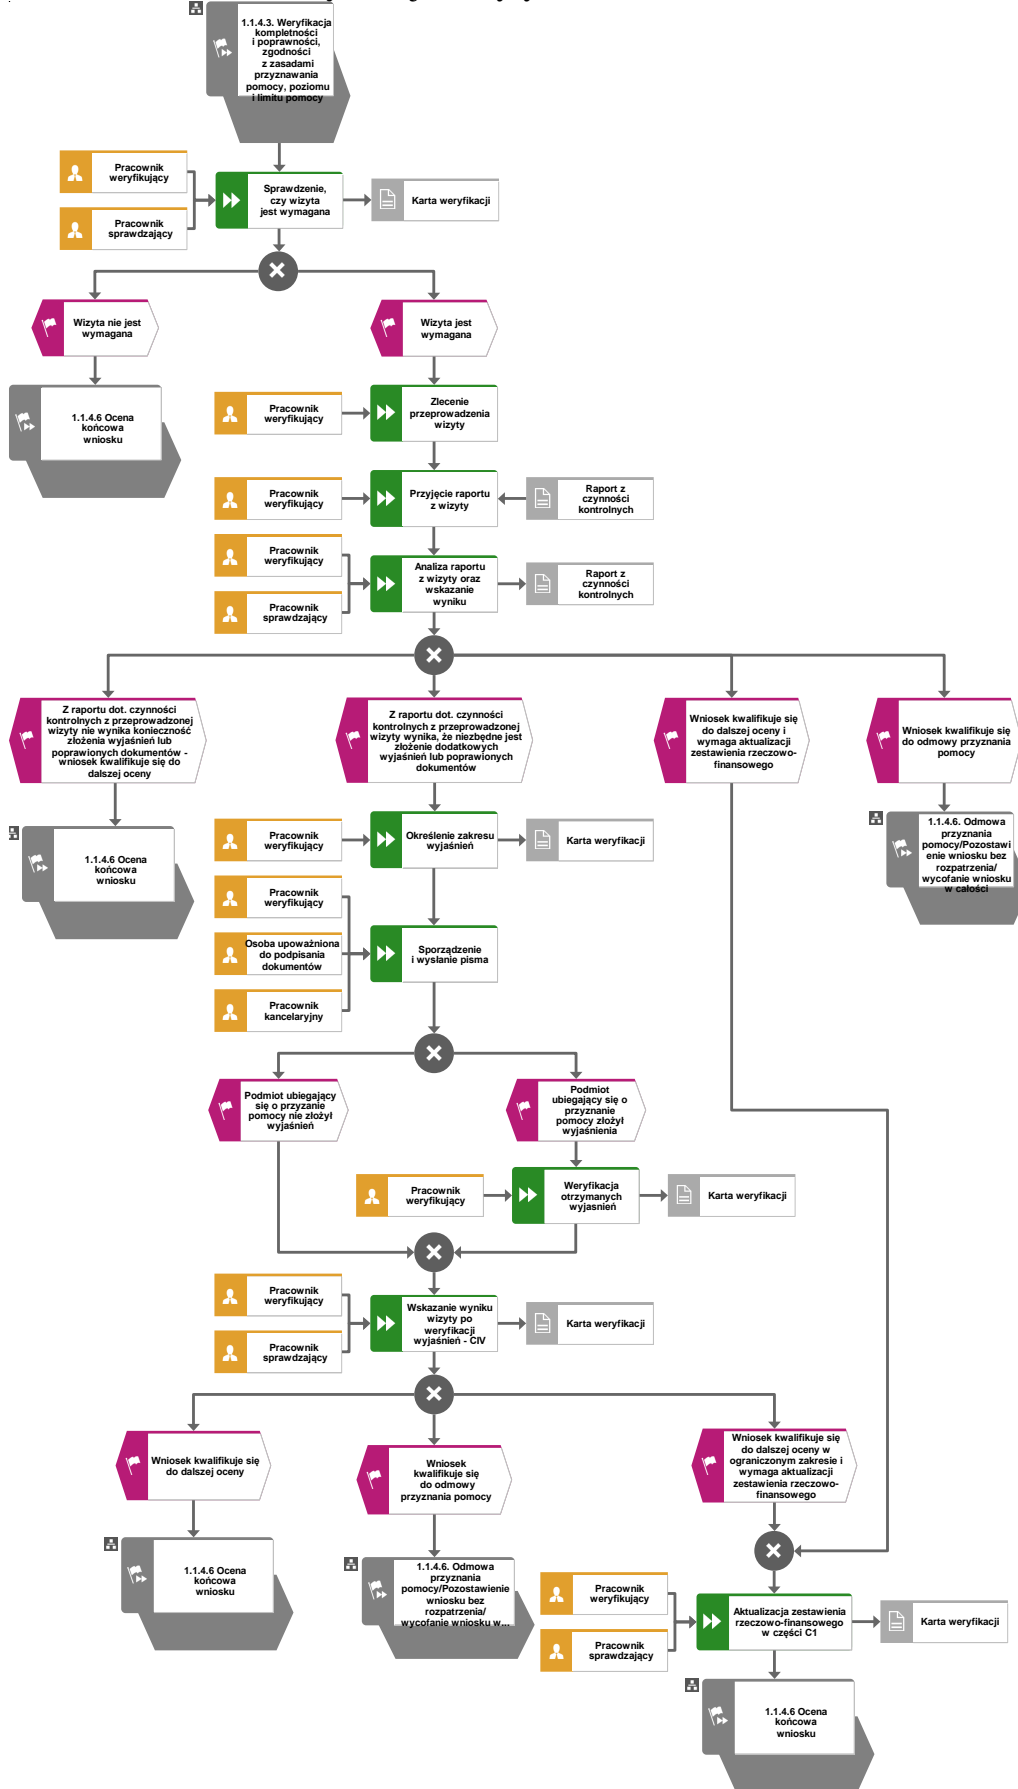 1.1.4.3. Weryfikacja
kompletności
i poprawności,
zgodności
z zasadami
przyznawania
pomocy, poziomu
i limitu pomocy
Pracownik
weryfikujący
Sprawdzenie,
czy wizyta
jest wymagana
Karta weryfikacji
Pracownik
sprawdzający
Wizyta nie jest
wymagana
Wizyta jest
wymagana
1.1.4.6 Ocena
końcowa
wniosku
Pracownik
weryfikujący
Zlecenie
przeprowadzenia
wizyty
Pracownik
weryfikujący
Przyjęcie raportu
z wizyty
Raport z
czynności
kontrolnych
Pracownik
weryfikujący
Analiza raportu
z wizyty oraz
wskazanie
wyniku
Raport z
czynności
kontrolnych
Pracownik
sprawdzający
Z raportu dot. czynności
kontrolnych z przeprowadzonej
wizyty nie wynika konieczność
złożenia wyjaśnień lub
poprawionych dokumentów -
wniosek kwalifikuje się do
dalszej oceny
Z raportu dot. czynności
kontrolnych z przeprowadzonej
wizyty wynika, że niezbędne jest
złożenie dodatkowych
wyjaśnień lub poprawionych
dokumentów
Wniosek kwalifikuje się
do dalszej oceny i
wymaga aktualizacji
zestawienia rzeczowo-
finansowego
Wniosek kwalifikuje się
do odmowy przyznania
pomocy
1.1.4.6 Ocena
końcowa
wniosku
Pracownik
weryfikujący
Określenie zakresu
wyjaśnień
Karta weryfikacji
1.1.4.6. Odmowa
przyznania
pomocy/Pozostawi
enie wniosku bez
rozpatrzenia/
wycofanie wniosku
w całości
Pracownik
weryfikujący
Osoba upoważniona
do podpisania
dokumentów
Sporządzenie
i wysłanie pisma
Pracownik
kancelaryjny
Podmiot ubiegający
się o przyzanie
pomocy nie złożył
wyjaśnień
Podmiot
ubiegający się o
przyznanie
pomocy złożył
wyjaśnienia
Pracownik
weryfikujący
Weryfikacja
otrzymanych
wyjasnień
Karta weryfikacji
Pracownik
weryfikujący
Wskazanie wyniku
wizyty po
weryfikacji
wyjaśnień - CIV
Karta weryfikacji
Pracownik
sprawdzający
Wniosek kwalifikuje się
do dalszej oceny
Wniosek
kwalifikuje się
do odmowy
przyznania pomocy
Wniosek kwalifikuje się
do dalszej oceny w
ograniczonym zakresie i
wymaga aktualizacji
zestawienia rzeczowo-
finansowego
1.1.4.6 Ocena
końcowa
wniosku
1.1.4.6. Odmowa
przyznania
pomocy/Pozostawienie
wniosku bez
rozpatrzenia/
wycofanie wniosku w...
Pracownik
weryfikujący
Aktualizacja zestawienia
rzeczowo-finansowego
w części C1
Karta weryfikacji
Pracownik
sprawdzający
1.1.4.6 Ocena
końcowa
wniosku